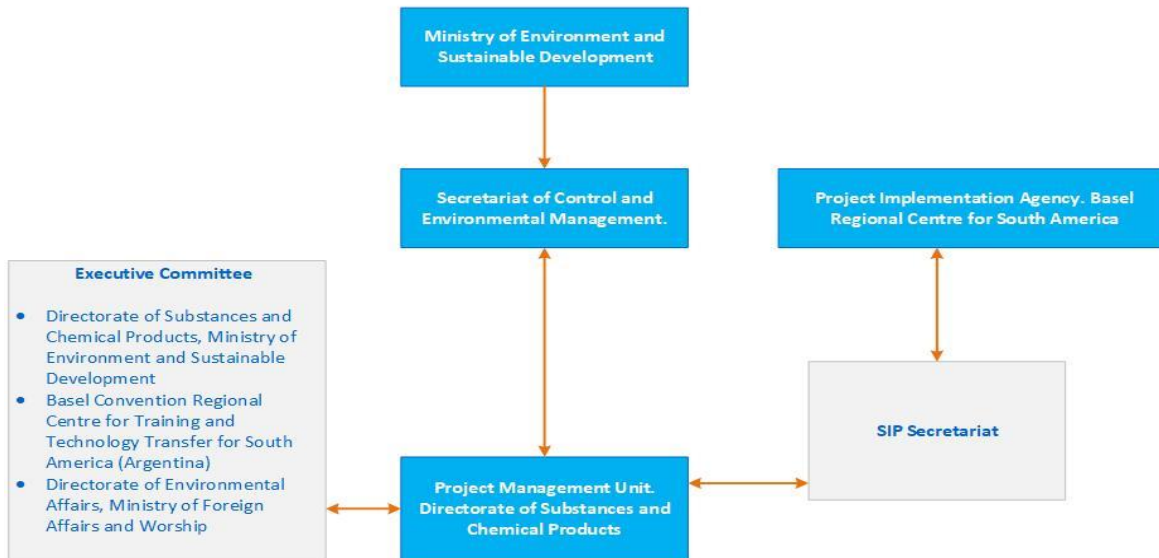 Ministry of Environment and
Sustainable Development
Secretariat of Control and
Environmental Management.
Project Implementation Agency. Basel
Regional Centre for South America
Executive Committee
● Directorate of Substances and
Chemical Products, Ministry of
Environment and Sustainable
Development
● Basel Convention Regional
Centre for Training and
Technology Transfer for South
America (Argentina)
● Directorate of Environmental
Affairs, Ministry of Foreign
Affairs and Worship
SIP Secretariat
Project Management Unit.
Directorate of Substances and
Chemical Products